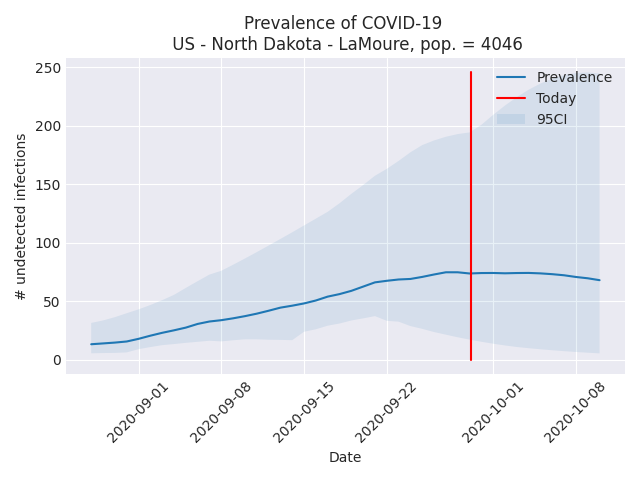 Prevalence of COVID-19
US - North Dakota - LaMoure, pop. = 4046
250
200
150
100
50
0
# undetected infections
Prevalence
Today
95CI
2020-09-01
2020-09-08
2020-09-15
2020-09-22
2020-10-01
2020-10-08
Date